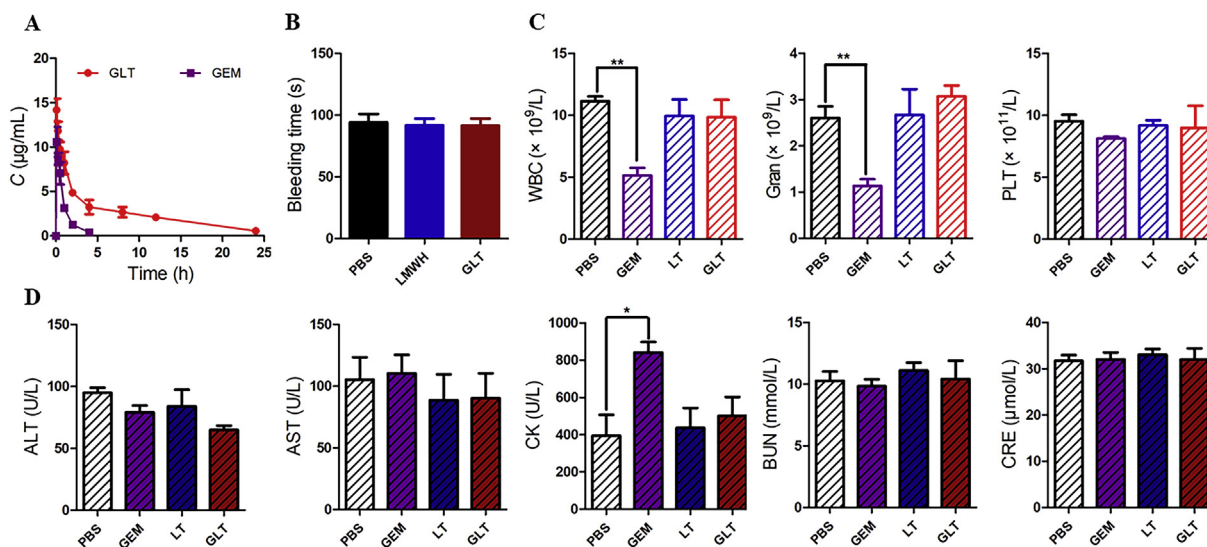 A
C (µg/mL)
20
15
10
5
0
GLT
GEM
0
5
10
15
20
25
Time (h)
B
Bleeding time (s)
150
100
50
0
PBS
LMWH
GLT
C
WBC (× 10⁹/L)
15
10
5
0
**
PBS
GEM
LT
GLT
Gran (× 10⁹/L)
4
3
2
1
0
**
PBS
GEM
LT
GLT
PLT (× 10¹¹/L)
15
10
5
0
PBS
GEM
LT
GLT
D
ALT (U/L)
150
100
50
0
PBS
GEM
LT
GLT
AST (U/L)
150
100
50
0
PBS
GEM
LT
GLT
CK (U/L)
1000
800
600
400
200
0
*
PBS
GEM
LT
GLT
BUN (mmol/L)
15
10
5
0
PBS
GEM
LT
GLT
CRE (µmol/L)
40
30
20
10
0
PBS
GEM
LT
GLT